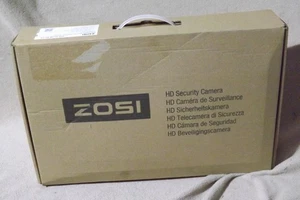 ZOSI
HD Security Camera
HD Caméra de Surveillance
HD Sicherheitskamera
HD Telecamera di Sicurezza
HD Cámara de Seguridad
HD Beveiligingscamera